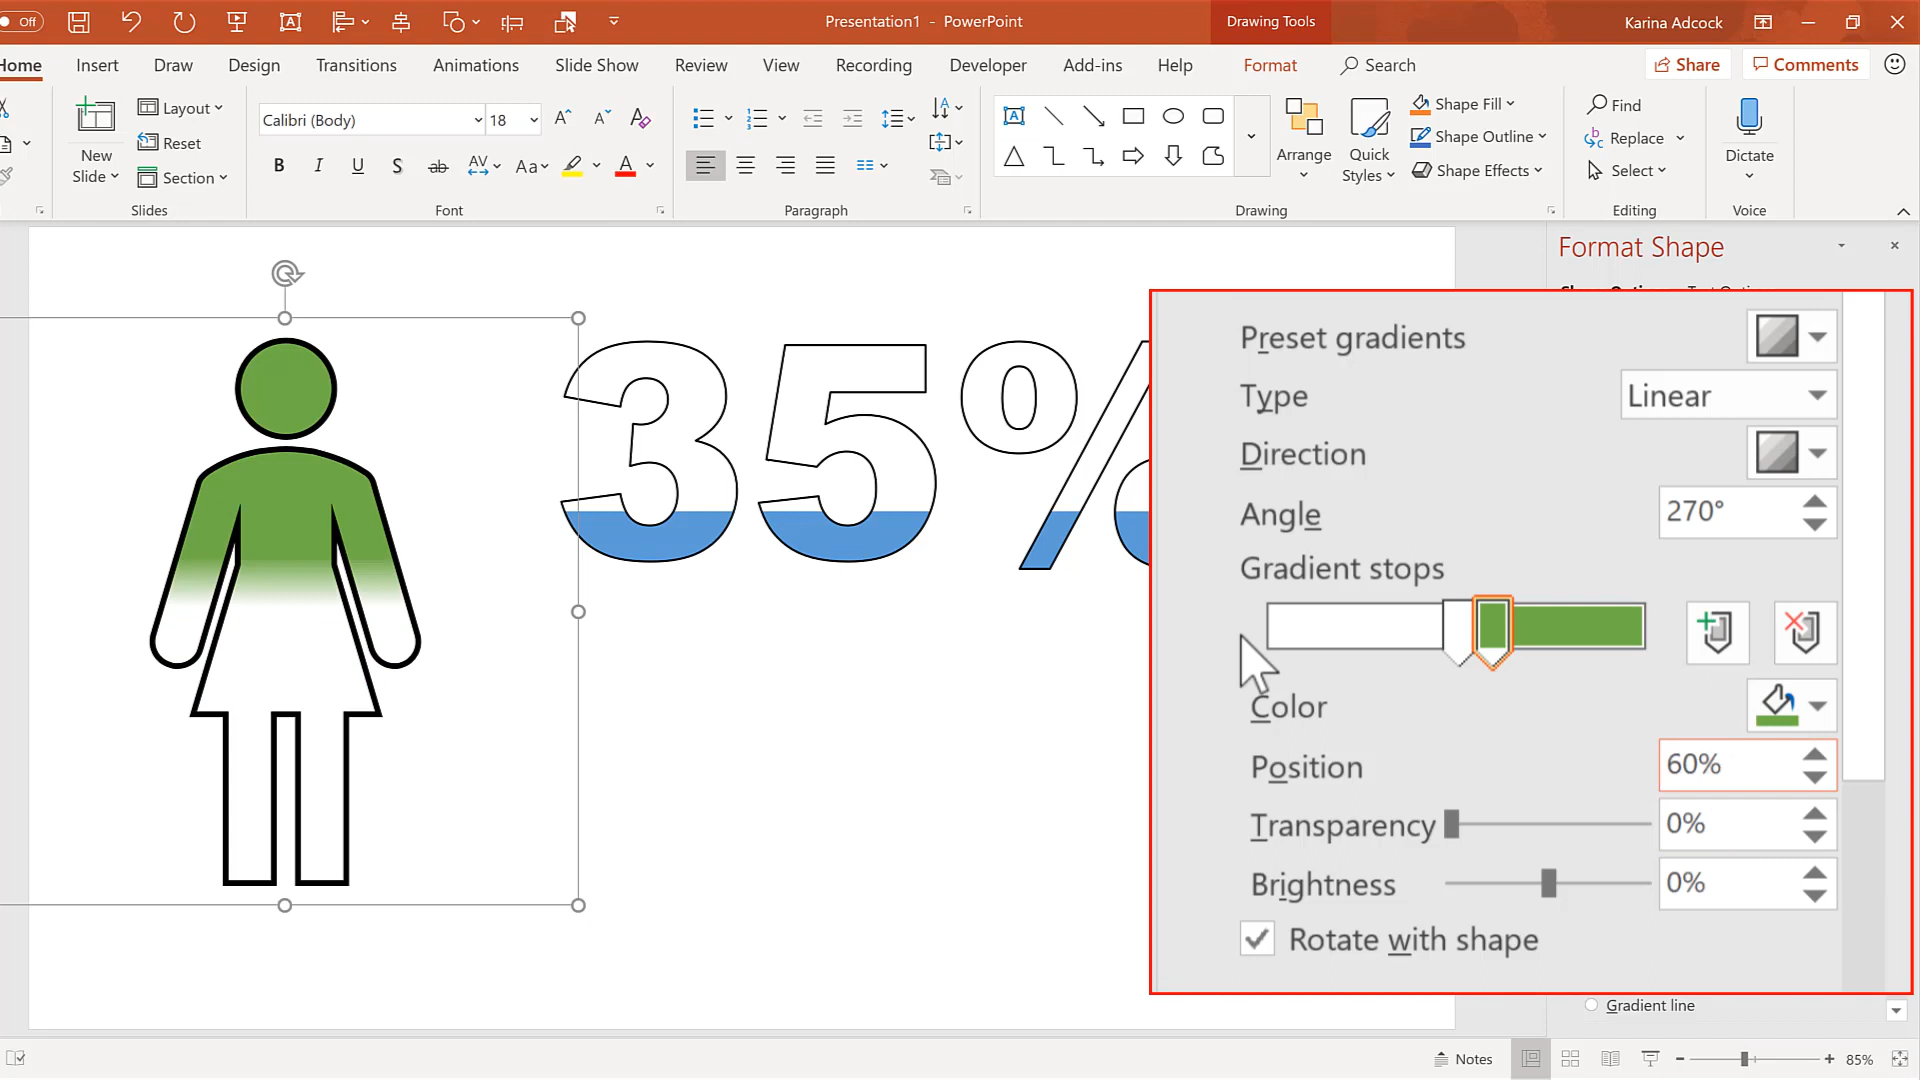 Off
Presentation1 - PowerPoint
Drawing Tools
Karina Adcock
Home Insert Draw Design Transitions Animations Slide Show Review View Recording Developer Add-ins Help Format Search Share Comments
New Slide
Layout
Reset
Section
Slides
Calibri (Body) 18
B I U S ab AV Aa A
Font
Paragraph
Arrange
Quick Styles
Shape Fill
Shape Outline
Shape Effects
Drawing
Find
Replace
Select
Editing
Dictate
Voice
Format Shape
35%
Preset gradients
Type Linear
Direction
Angle 270°
Gradient stops
Color
Position 60%
Transparency 0%
Brightness 0%
Rotate with shape
Gradient line
Notes 85%